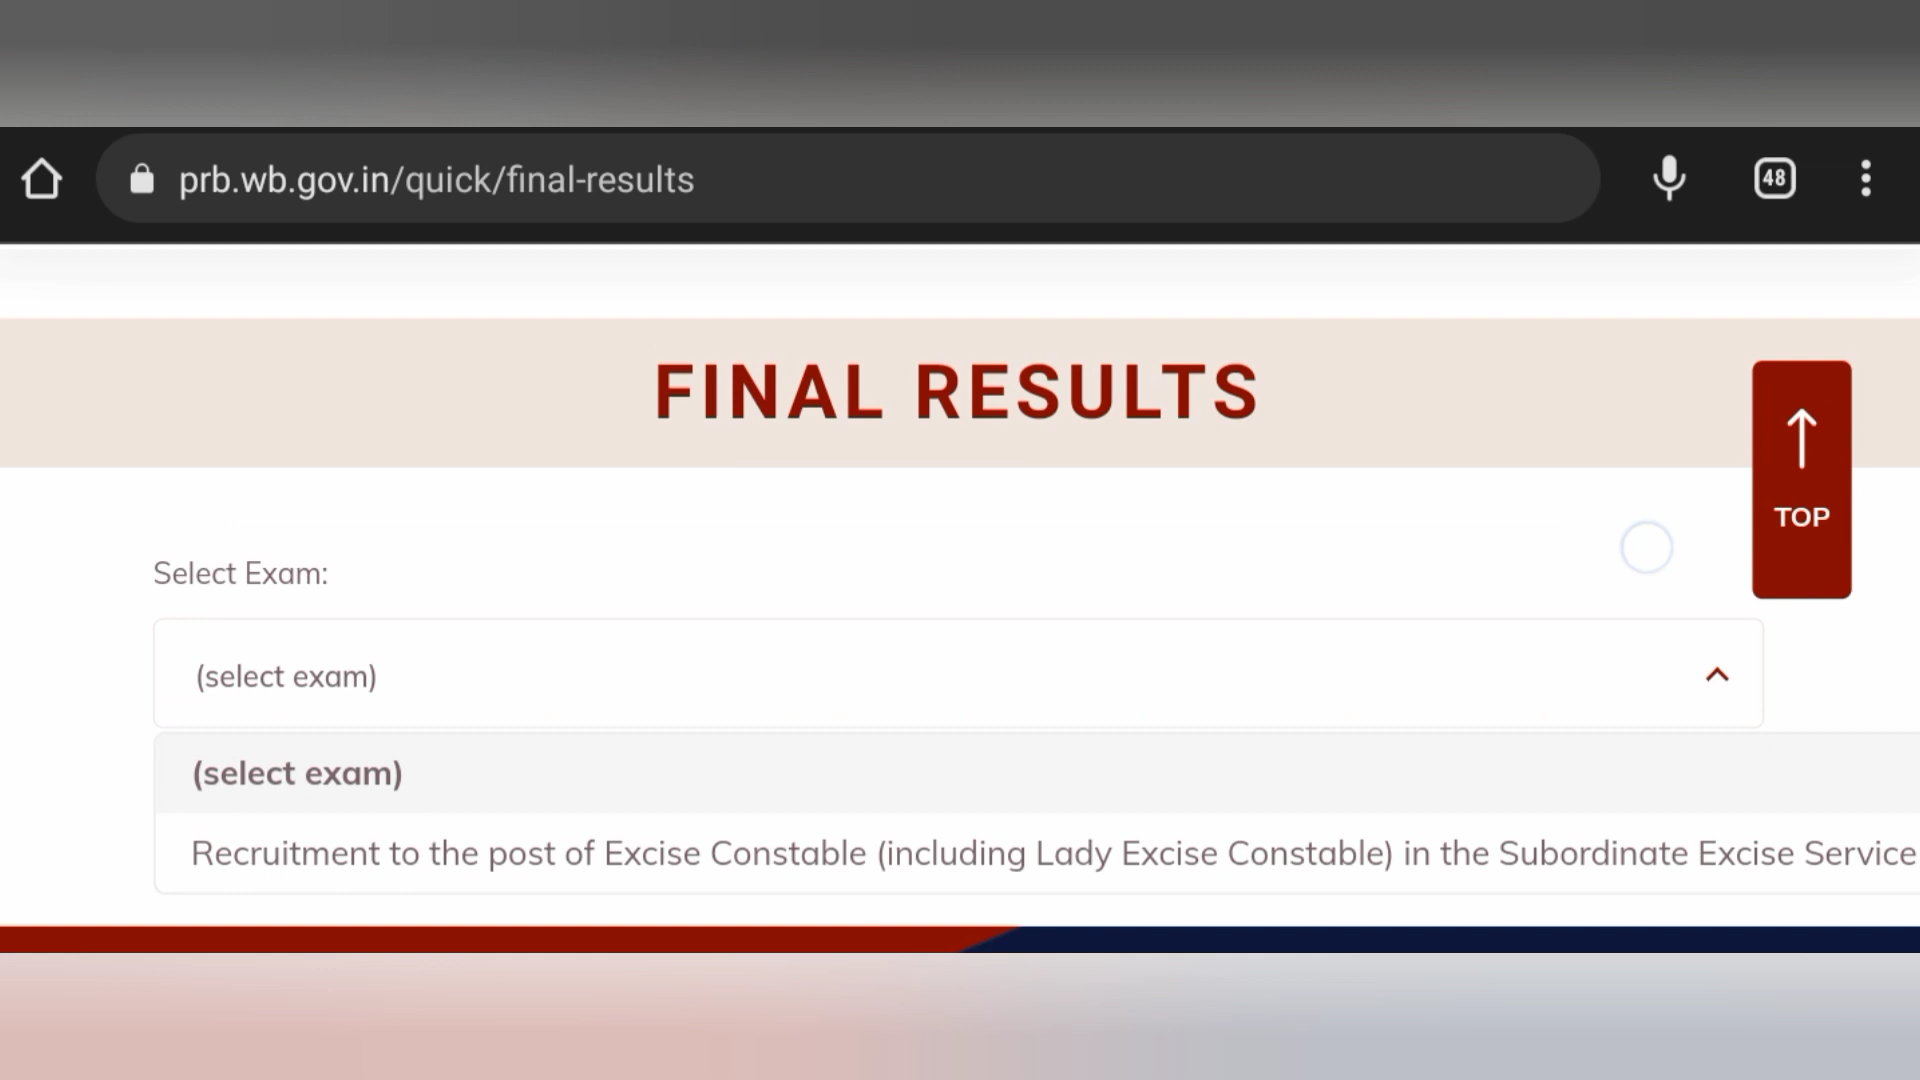 prb.wb.gov.in/quick/final-results
48
FINAL RESULTS
TOP
Select Exam:
(select exam)
(select exam)
Recruitment to the post of Excise Constable (including Lady Excise Constable) in the Subordinate Excise Service